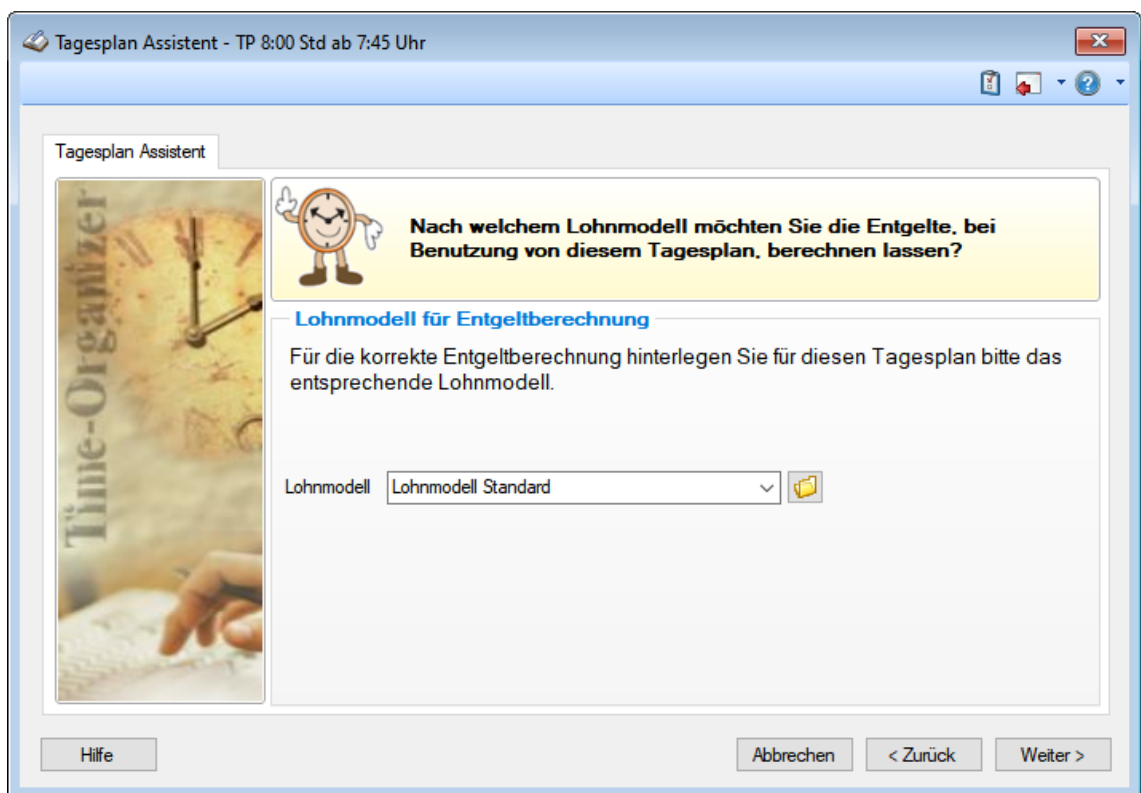 Tagesplan Assistent - TP 8:00 Std ab 7:45 Uhr
Tagesplan Assistent
Time-Organizer
Nach welchem Lohnmodell möchten Sie die Entgelte, bei
Benutzung von diesem Tagesplan, berechnen lassen?
Lohnmodell für Entgeltberechnung
Für die korrekte Entgeltberechnung hinterlegen Sie für diesen Tagesplan bitte das
entsprechende Lohnmodell.
Lohnmodell Lohnmodell Standard
Hilfe Abbrechen < Zurück Weiter >